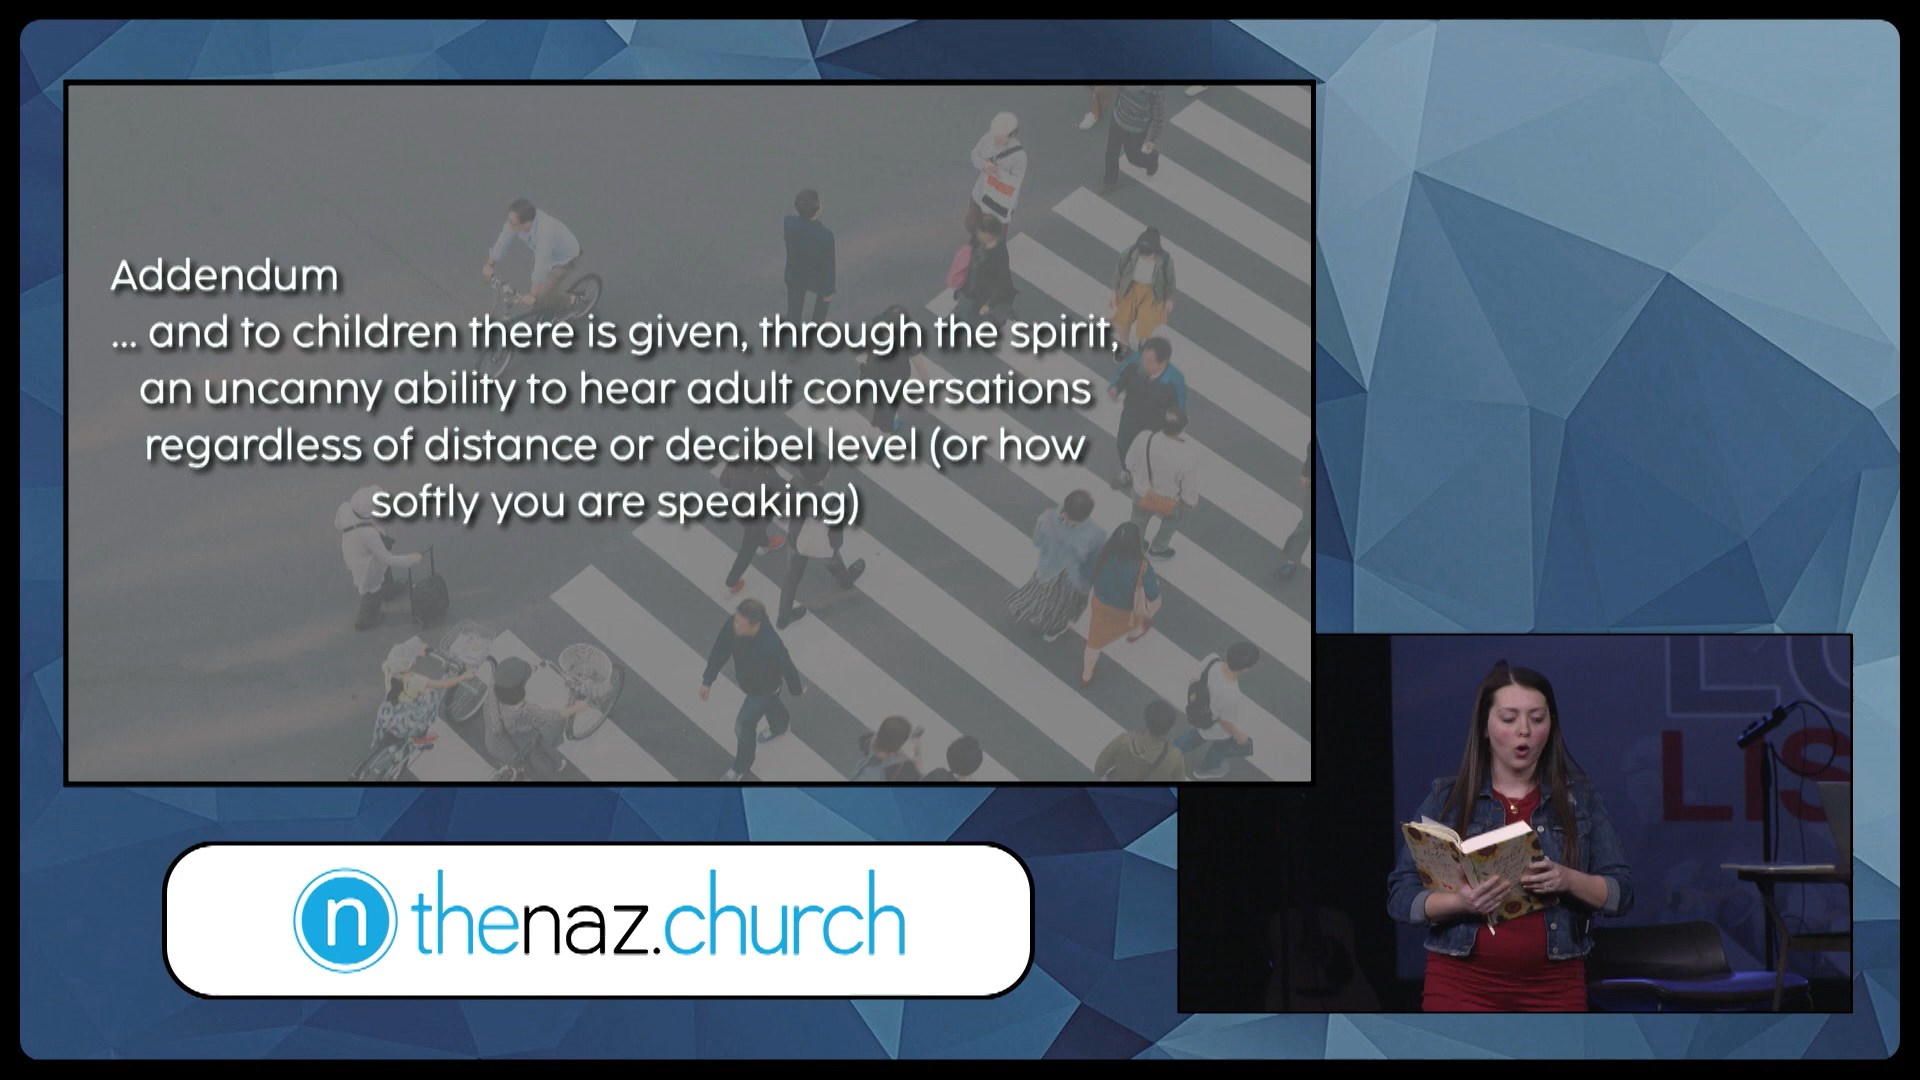 Addendum
... and to children there is given, through the spirit,
an uncanny ability to hear adult conversations
regardless of distance or decibel level (or how
softly you are speaking)
LIS
n thenaz.church